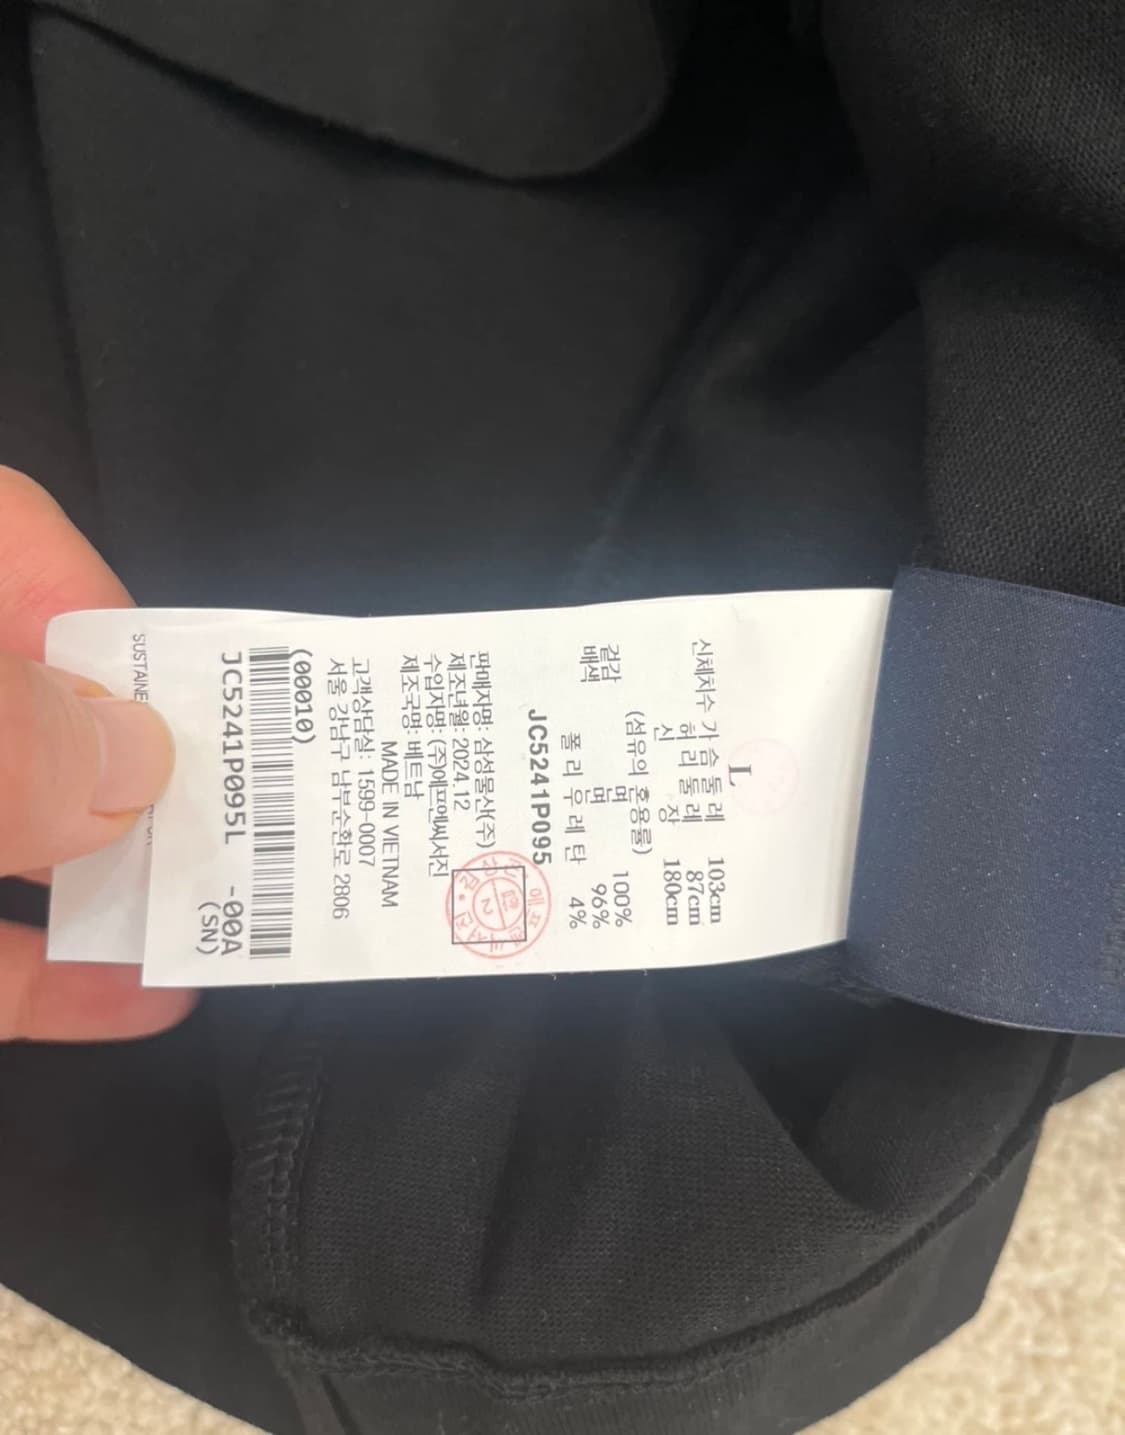 L
신체치수 가 슴 둘 레 103cm
허 리 둘 레 87cm
신 장 180cm
(섬유의 혼용률)
겉감 면 100%
배색 면 96%
폴 리 우 레 탄 4%
JC5241P095
판매자명: 삼성물산(주)
제조년월: 2024.12
수입자명: (주)에프엔씨서진
제조국명: 베트남
MADE IN VIETNAM
고객상담실: 1599-0007
서울 강남구 남부순환로 2806
(00010)
JC5241P095L -00A
(SN)